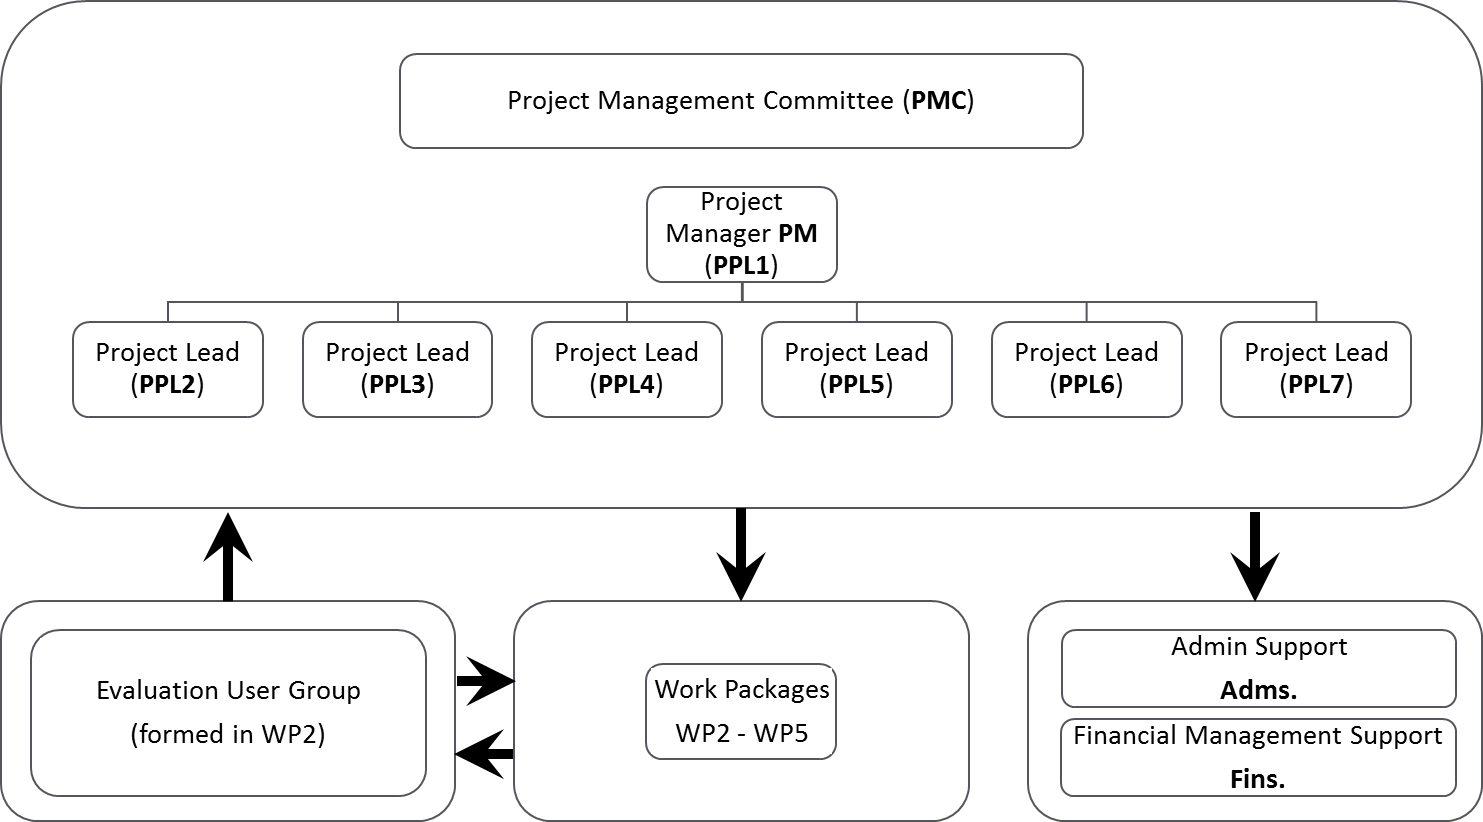 Project Management Committee (PMC)
Project
Manager PM
(PPL1)
Project Lead
(PPL2)
Project Lead
(PPL3)
Project Lead
(PPL4)
Project Lead
(PPL5)
Project Lead
(PPL6)
Project Lead
(PPL7)
Evaluation User Group
(formed in WP2)
Work Packages
WP2 - WP5
Admin Support
Adms.
Financial Management Support
Fins.